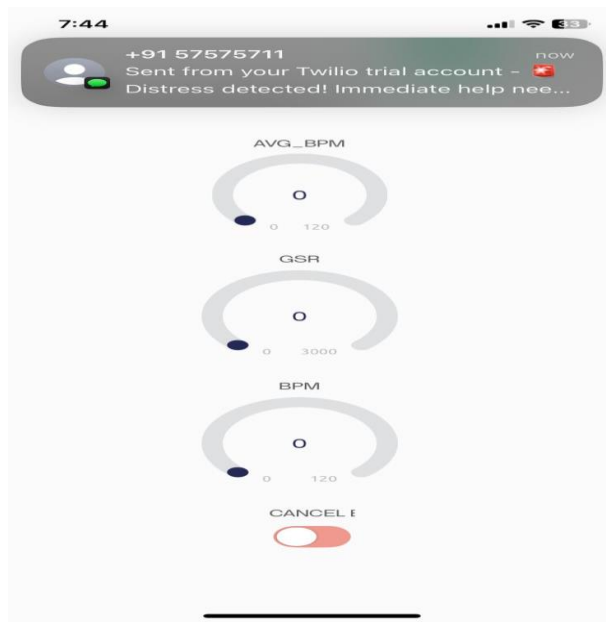 7:44
33
+91 57575711
now
Sent from your Twilio trial account - 🚨
Distress detected! Immediate help nee...
AVG_BPM
0
0 120
GSR
0
0 3000
BPM
0
0 120
CANCEL E